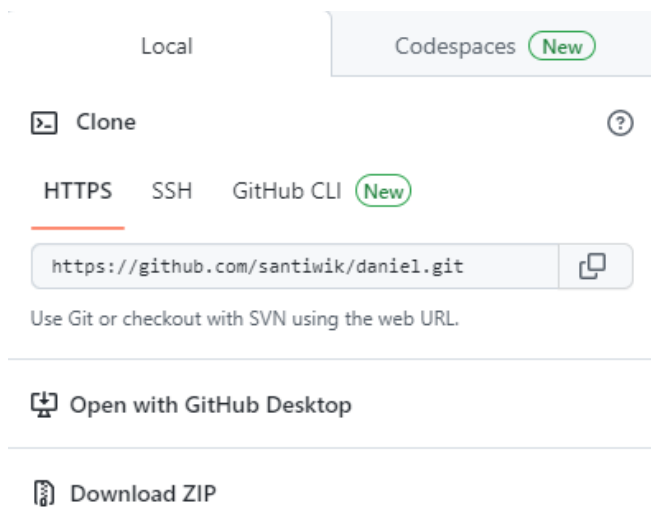 Local
Codespaces New
Clone
HTTPS SSH GitHub CLI New
https://github.com/santiwik/daniel.git
Use Git or checkout with SVN using the web URL.
Open with GitHub Desktop
Download ZIP